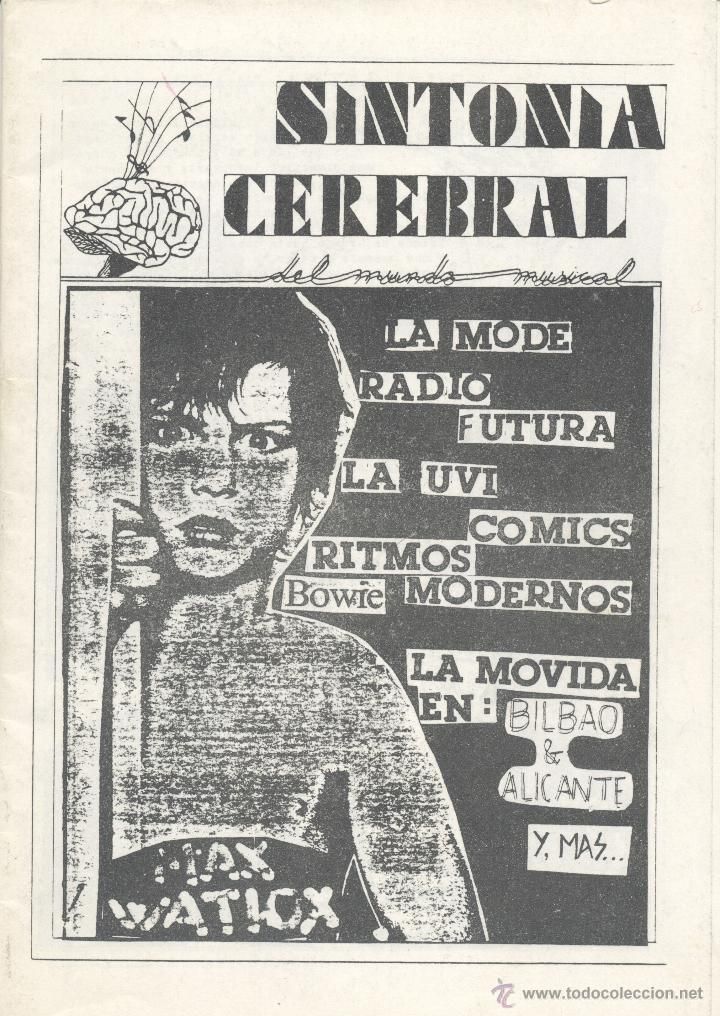 SINTONIA
CEREBRAL
del mundo musical
LA MODE
RADIO
FUTURA
LA UVI
COMICS
RITMOS
Bowie MODERNOS
LA MOVIDA
EN: BILBAO
&
ALICANTE
Y, MAS...
MAX
WATIOX
© www.todocoleccion.net